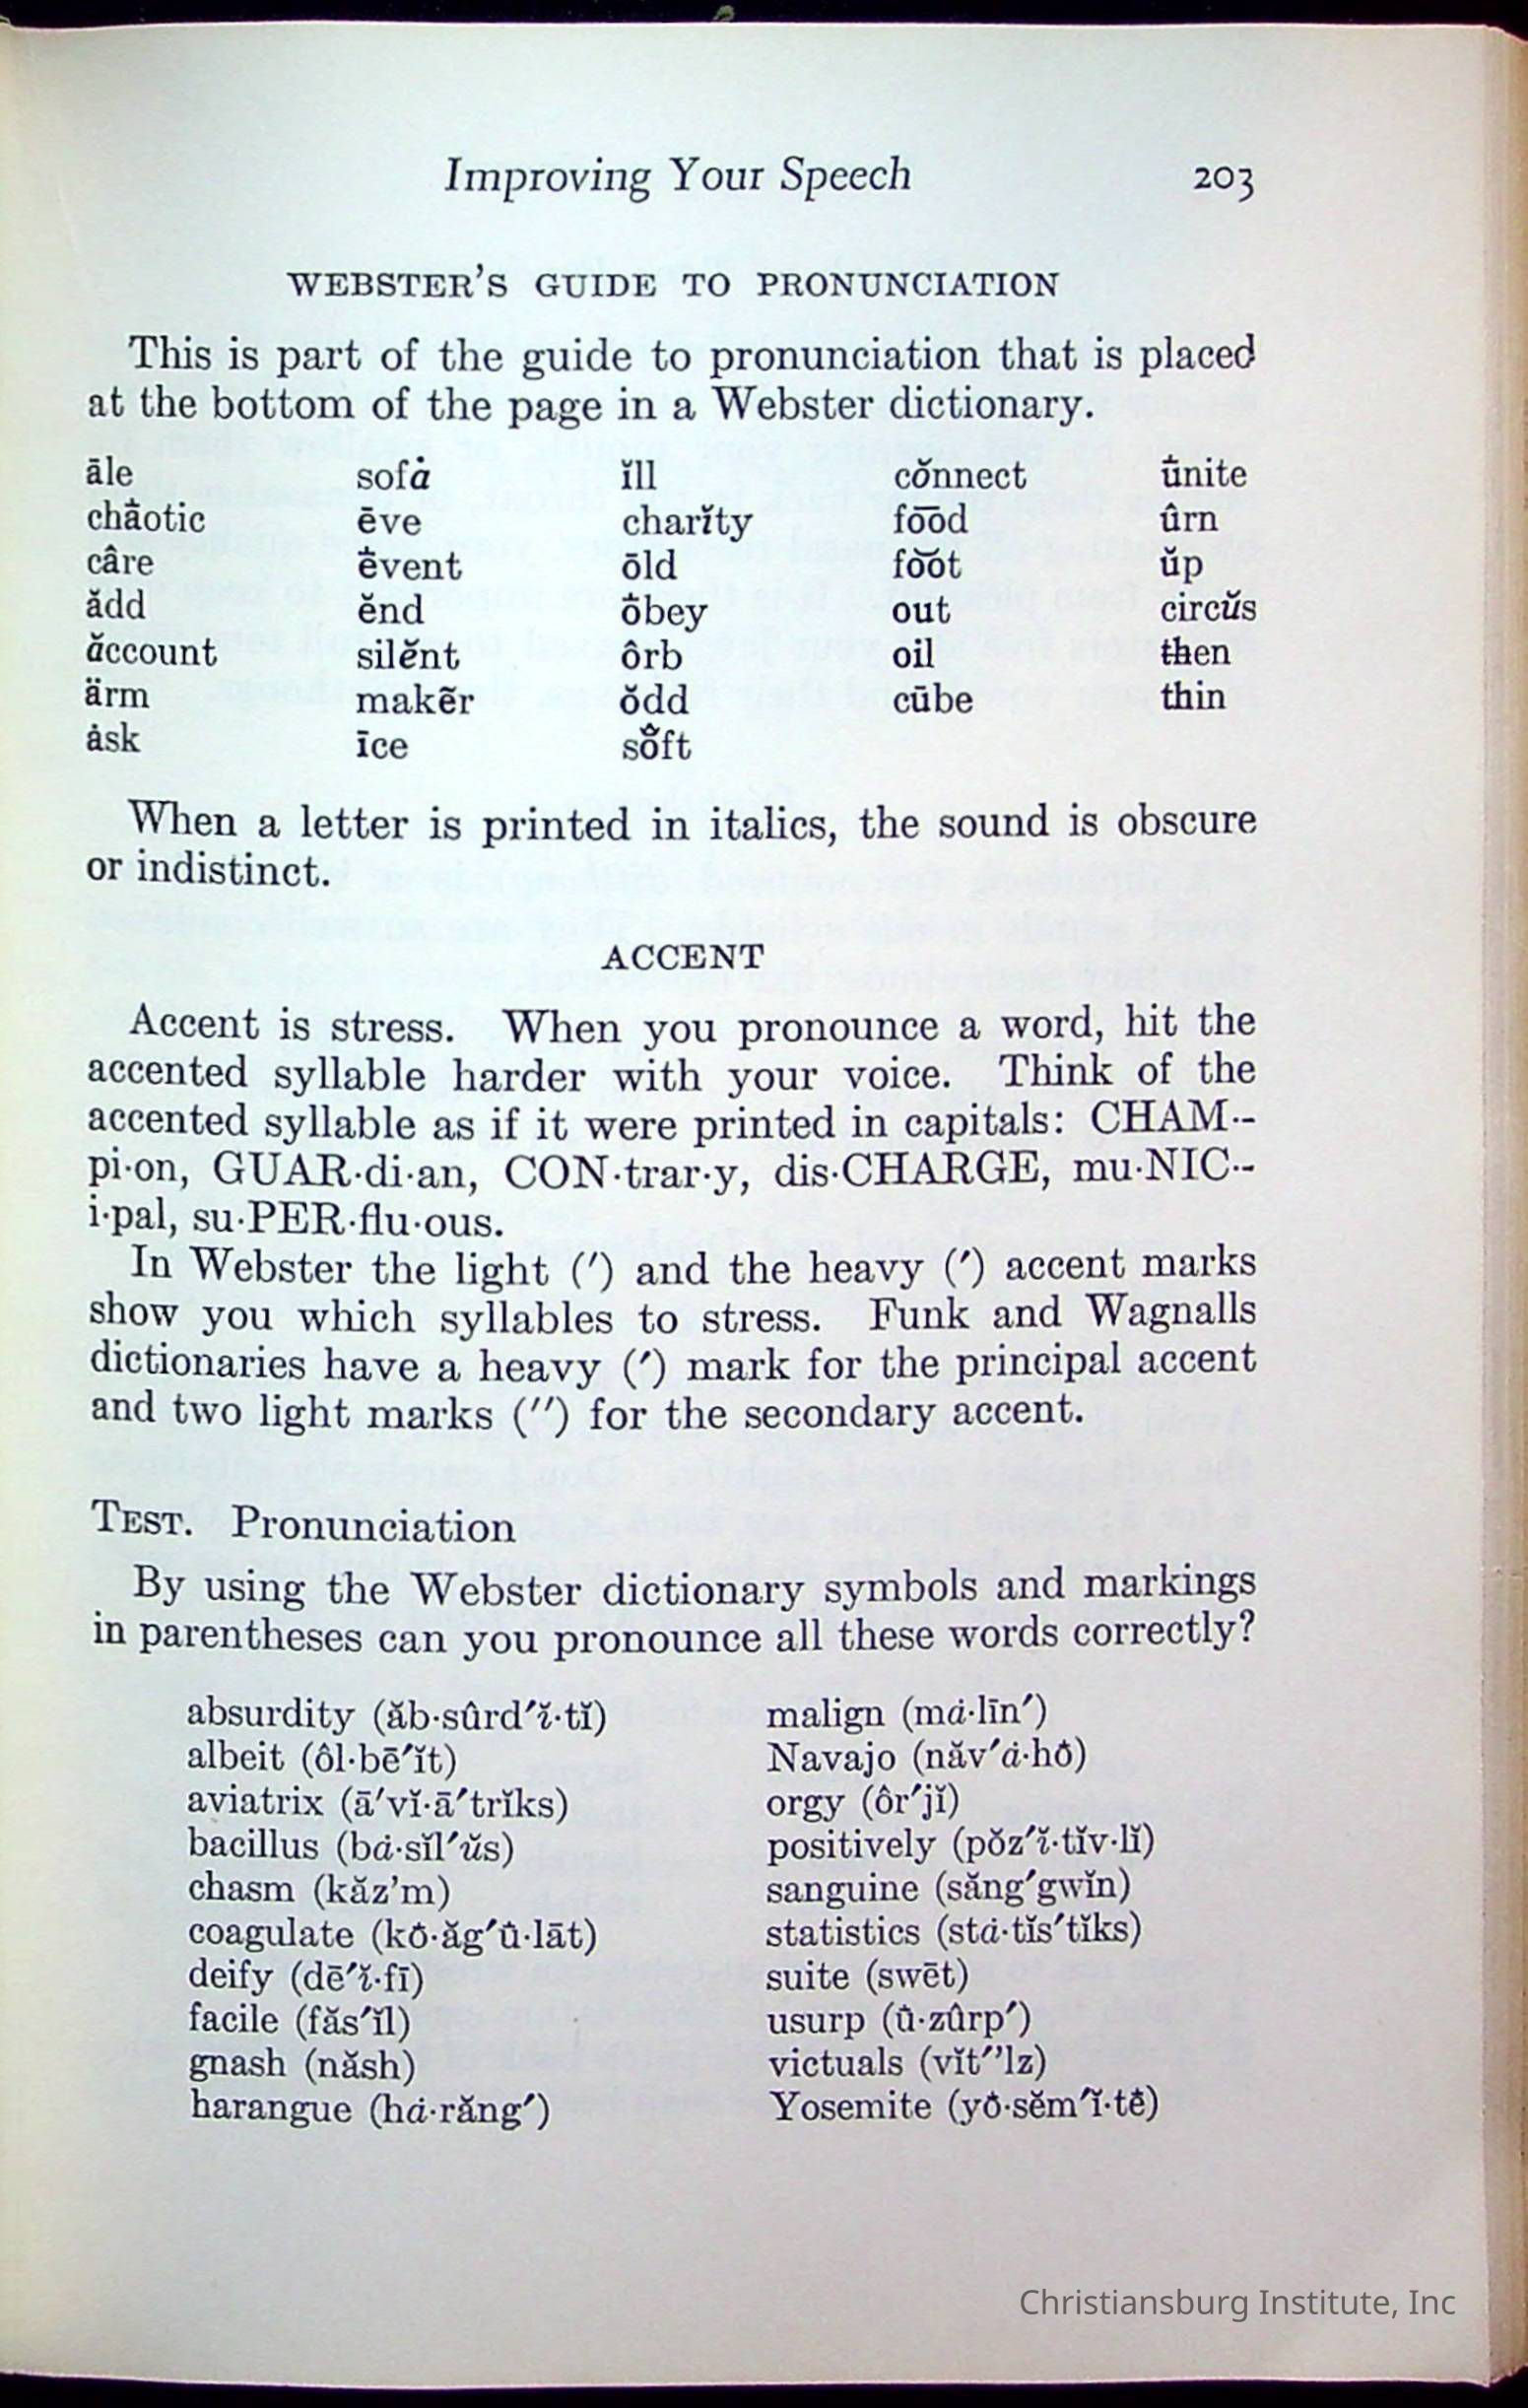 Improving Your Speech 203
WEBSTER'S GUIDE TO PRONUNCIATION
This is part of the guide to pronunciation that is placed
at the bottom of the page in a Webster dictionary.
āle sofȧ ĭll cŏnnect ū̇nite
chā̇otic ēve charĭty fo͞od ûrn
câre ē̇vent ōld fo͝ot ŭp
ădd ĕnd ō̇bey out circŭs
ăccount silĕnt ôrb oil then
ärm makẽr ŏdd cūbe thin
ȧsk īce sŏ̂ft
When a letter is printed in italics, the sound is obscure
or indistinct.
ACCENT
Accent is stress. When you pronounce a word, hit the
accented syllable harder with your voice. Think of the
accented syllable as if it were printed in capitals: CHAM·-
pi·on, GUAR·di·an, CON·trar·y, dis·CHARGE, mu·NIC·-
i·pal, su·PER·flu·ous.
In Webster the light (′) and the heavy (′) accent marks
show you which syllables to stress. Funk and Wagnalls
dictionaries have a heavy (′) mark for the principal accent
and two light marks (″) for the secondary accent.
TEST. Pronunciation
By using the Webster dictionary symbols and markings
in parentheses can you pronounce all these words correctly?
absurdity (ăb·sûrd′ĭ·tĭ) malign (mȧ·līn′)
albeit (ôl·bē′ĭt) Navajo (năv′ȧ·hō̇)
aviatrix (ā′vĭ·ā′trĭks) orgy (ôr′jĭ)
bacillus (bȧ·sĭl′ŭs) positively (pŏz′ĭ·tĭv·lĭ)
chasm (kăz'm) sanguine (săng′gwĭn)
coagulate (kō̇·ăg′ū̇·lāt) statistics (stȧ·tĭs′tĭks)
deify (dē′ĭ·fī) suite (swēt)
facile (făs′ĭl) usurp (ū̇·zûrp′)
gnash (năsh) victuals (vĭt′'lz)
harangue (hȧ·răng′) Yosemite (yō̇·sĕm′ĭ·tē̇)
Christiansburg Institute, Inc